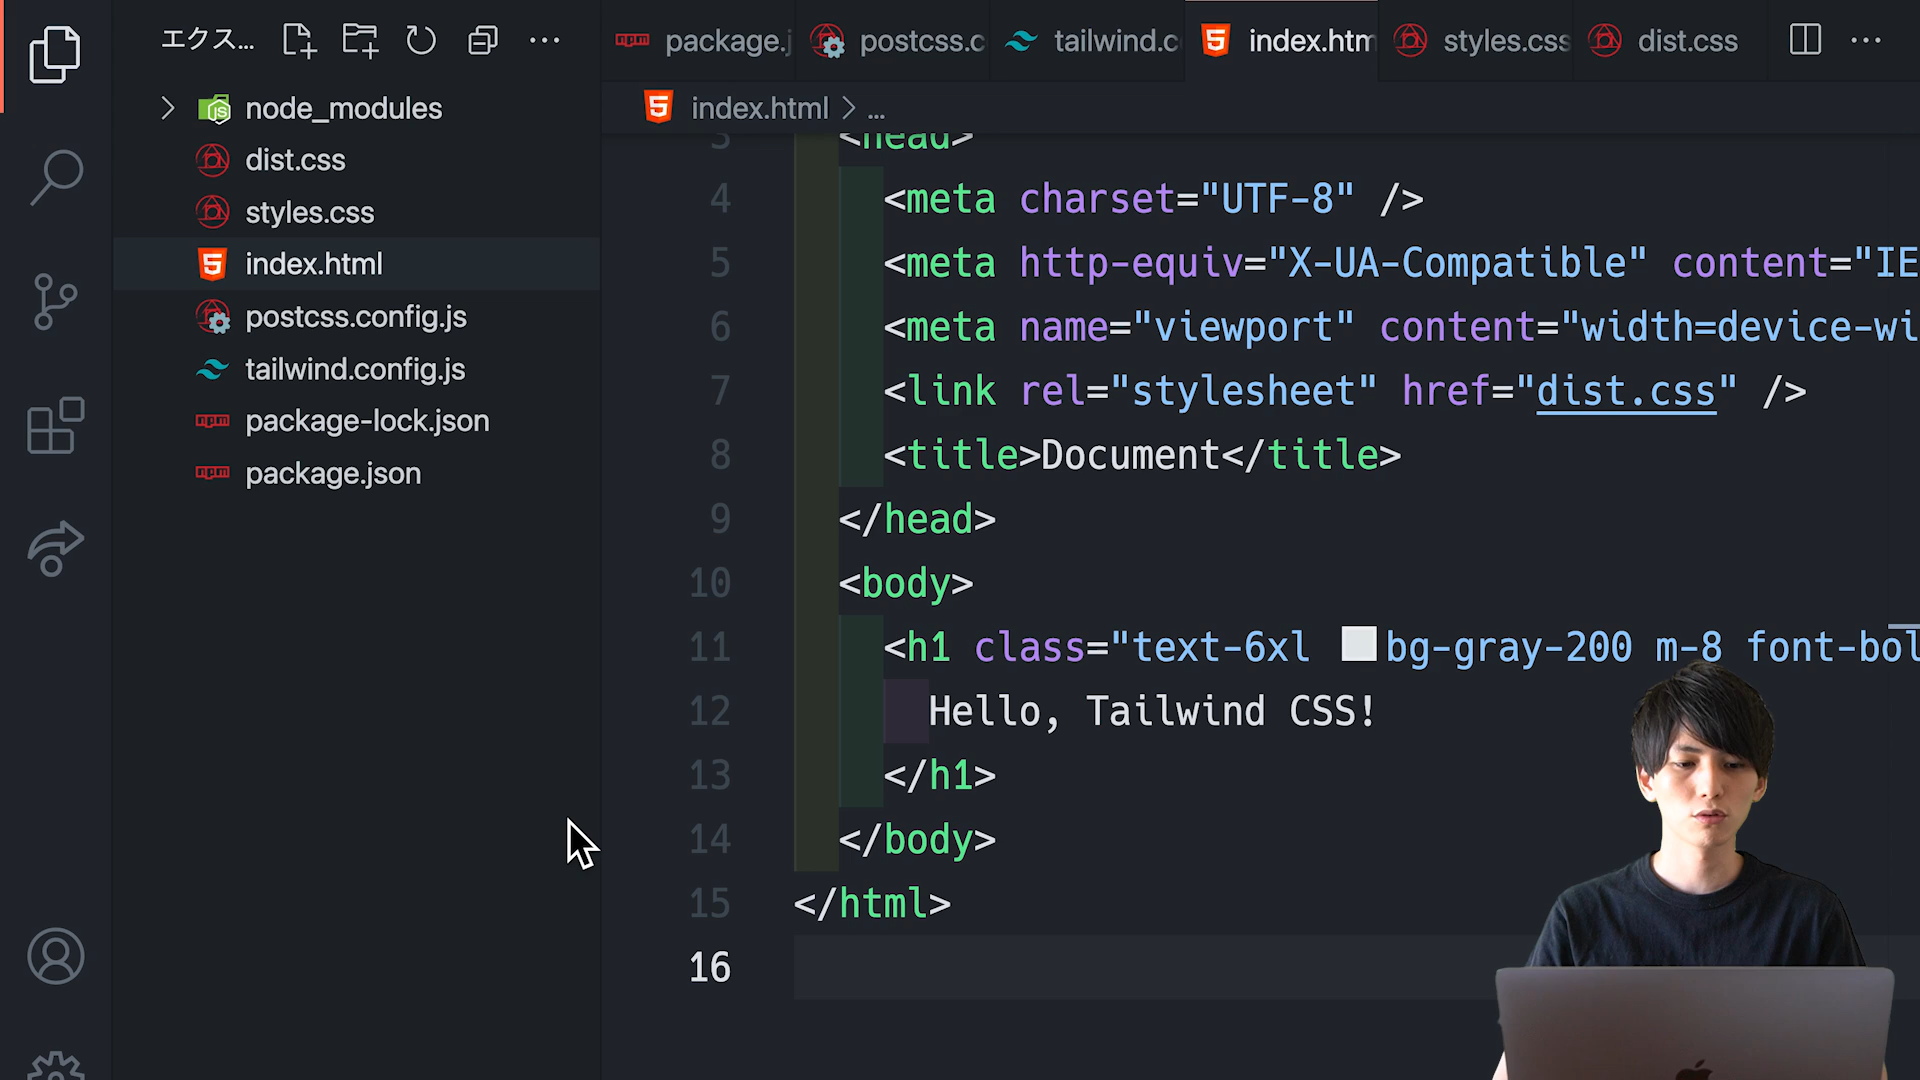 エクス...
node_modules
dist.css
styles.css
index.html
postcss.config.js
tailwind.config.js
package-lock.json
package.json
package.j
postcss.c
tailwind.c
index.htm
styles.css
dist.css
index.html > ...
3 <head>
4 <meta charset="UTF-8" />
5 <meta http-equiv="X-UA-Compatible" content="IE
6 <meta name="viewport" content="width=device-wi
7 <link rel="stylesheet" href="dist.css" />
8 <title>Document</title>
9 </head>
10 <body>
11 <h1 class="text-6xl bg-gray-200 m-8 font-bol
12 Hello, Tailwind CSS!
13 </h1>
14 </body>
15 </html>
16